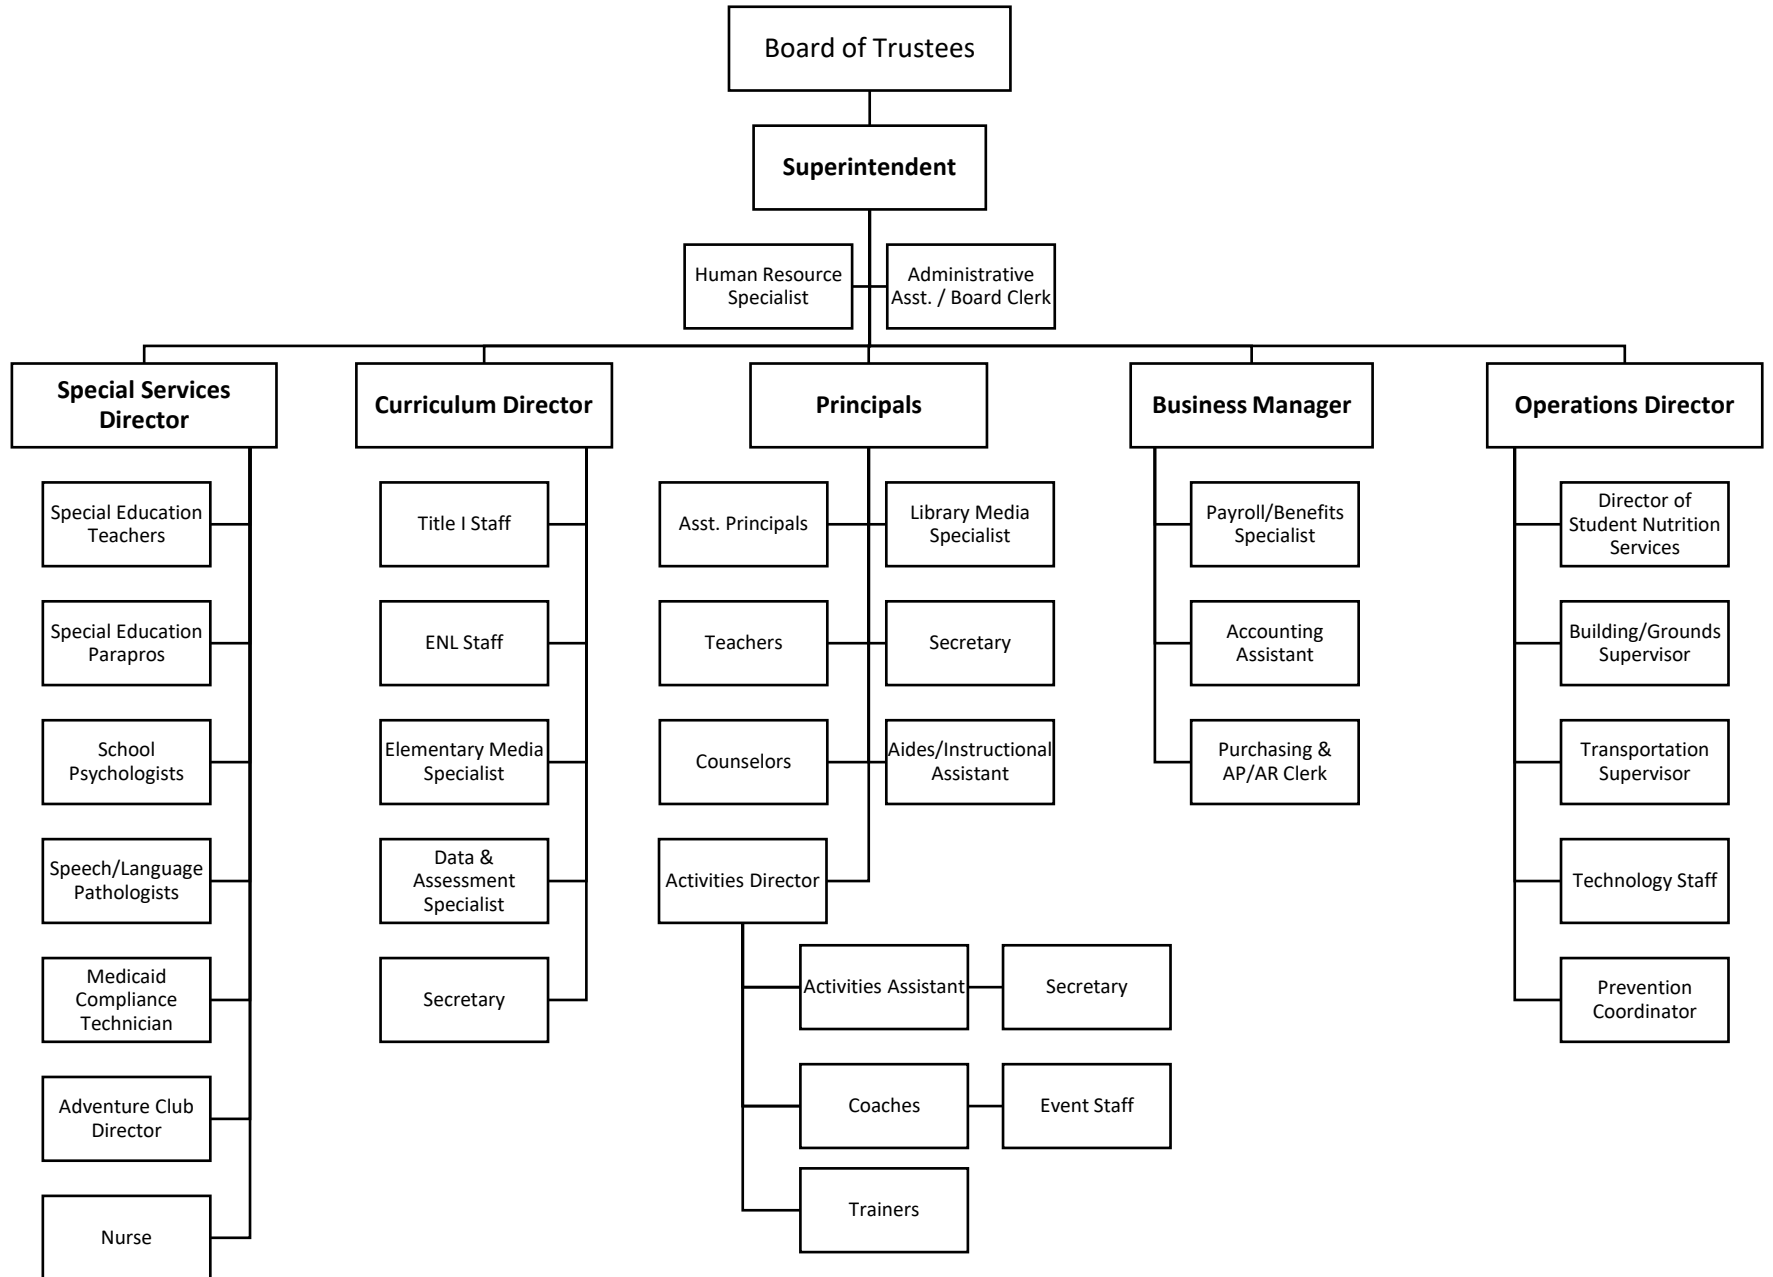 Board of Trustees
Superintendent
Human Resource
Specialist
Administrative
Asst. / Board Clerk
Special Services
Director
Special Education
Teachers
Special Education
Parapros
School
Psychologists
Speech/Language
Pathologists
Medicaid
Compliance
Technician
Adventure Club
Director
Nurse
Curriculum Director
Title I Staff
ENL Staff
Elementary Media
Specialist
Data &
Assessment
Specialist
Secretary
Principals
Asst. Principals
Library Media
Specialist
Teachers
Secretary
Counselors
Aides/Instructional
Assistant
Activities Director
Activities Assistant
Secretary
Coaches
Event Staff
Trainers
Business Manager
Payroll/Benefits
Specialist
Accounting
Assistant
Purchasing &
AP/AR Clerk
Operations Director
Director of
Student Nutrition
Services
Building/Grounds
Supervisor
Transportation
Supervisor
Technology Staff
Prevention
Coordinator